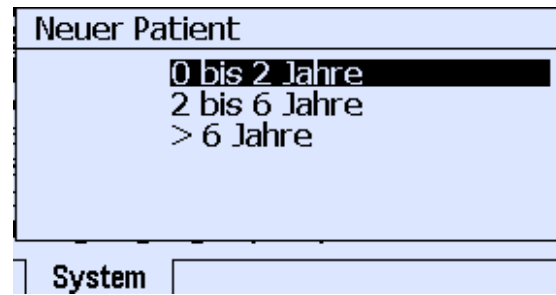 Neuer Patient
0 bis 2 Jahre
2 bis 6 Jahre
> 6 Jahre
System